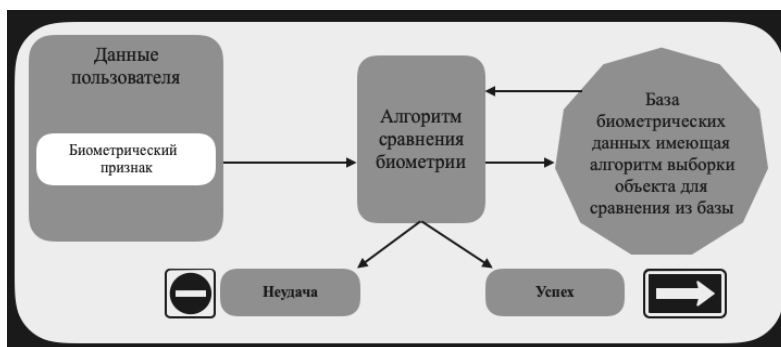 Данные
пользователя
Биометрический
признак
Алгоритм
сравнения
биометрии
База
биометрических
данных имеющая
алгоритм выборки
объекта для
сравнения из базы
Неудача
Успех